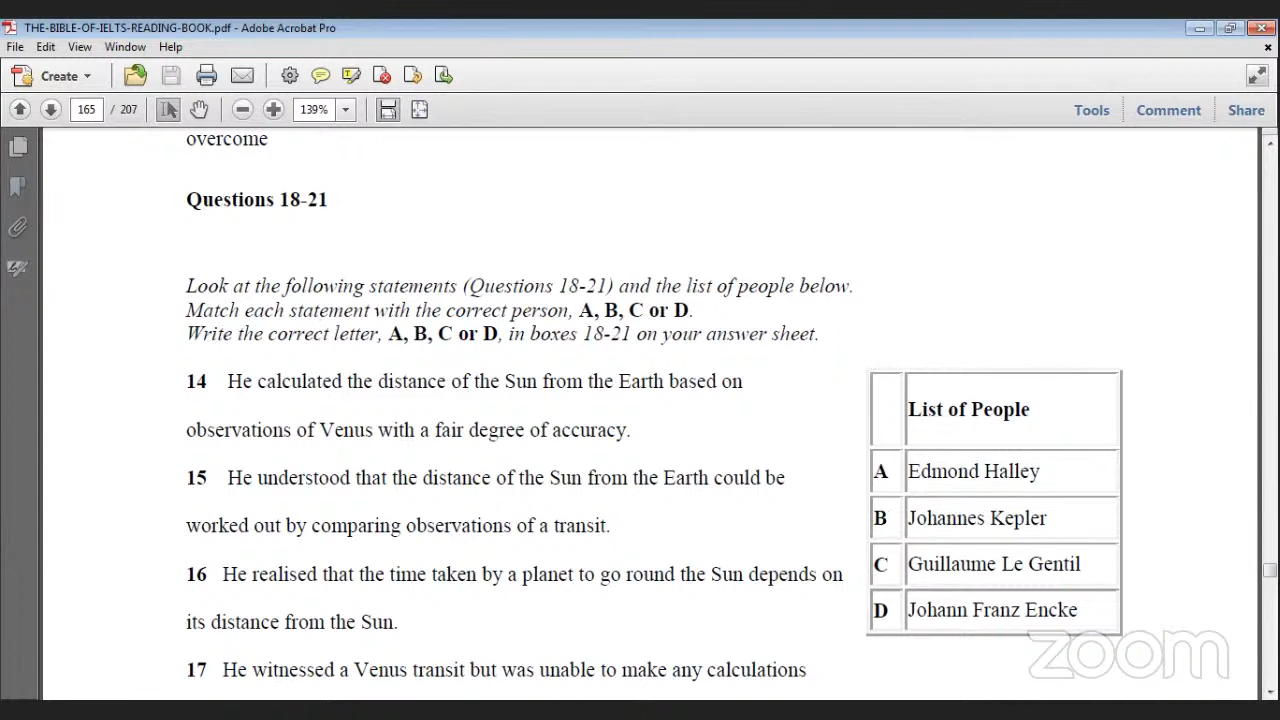 THE-BIBLE-OF-IELTS-READING-BOOK.pdf - Adobe Acrobat Pro
File Edit View Window Help
Create
165 / 207 139% Tools Comment Share
overcome
Questions 18-21
Look at the following statements (Questions 18-21) and the list of people below.
Match each statement with the correct person, A, B, C or D.
Write the correct letter, A, B, C or D, in boxes 18-21 on your answer sheet.
14 He calculated the distance of the Sun from the Earth based on
observations of Venus with a fair degree of accuracy.
15 He understood that the distance of the Sun from the Earth could be
worked out by comparing observations of a transit.
16 He realised that the time taken by a planet to go round the Sun depends on
its distance from the Sun.
17 He witnessed a Venus transit but was unable to make any calculations
List of People
A Edmond Halley
B Johannes Kepler
C Guillaume Le Gentil
D Johann Franz Encke
zoom